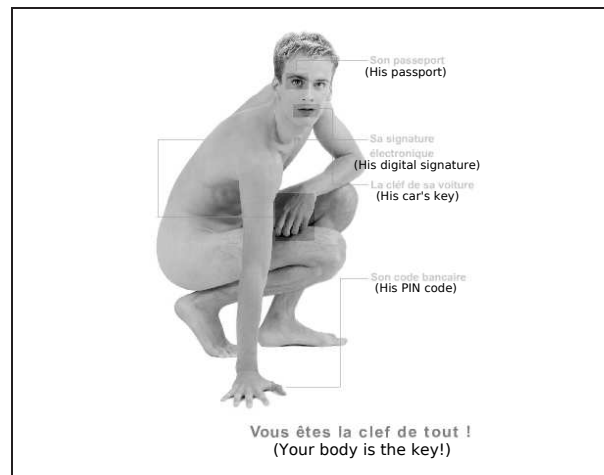 Son passeport
(His passport)
Sa signature
électronique
(His digital signature)
La cléf de sa voiture
(His car's key)
Son code bancaire
(His PIN code)
Vous êtes la clef de tout !
(Your body is the key!)